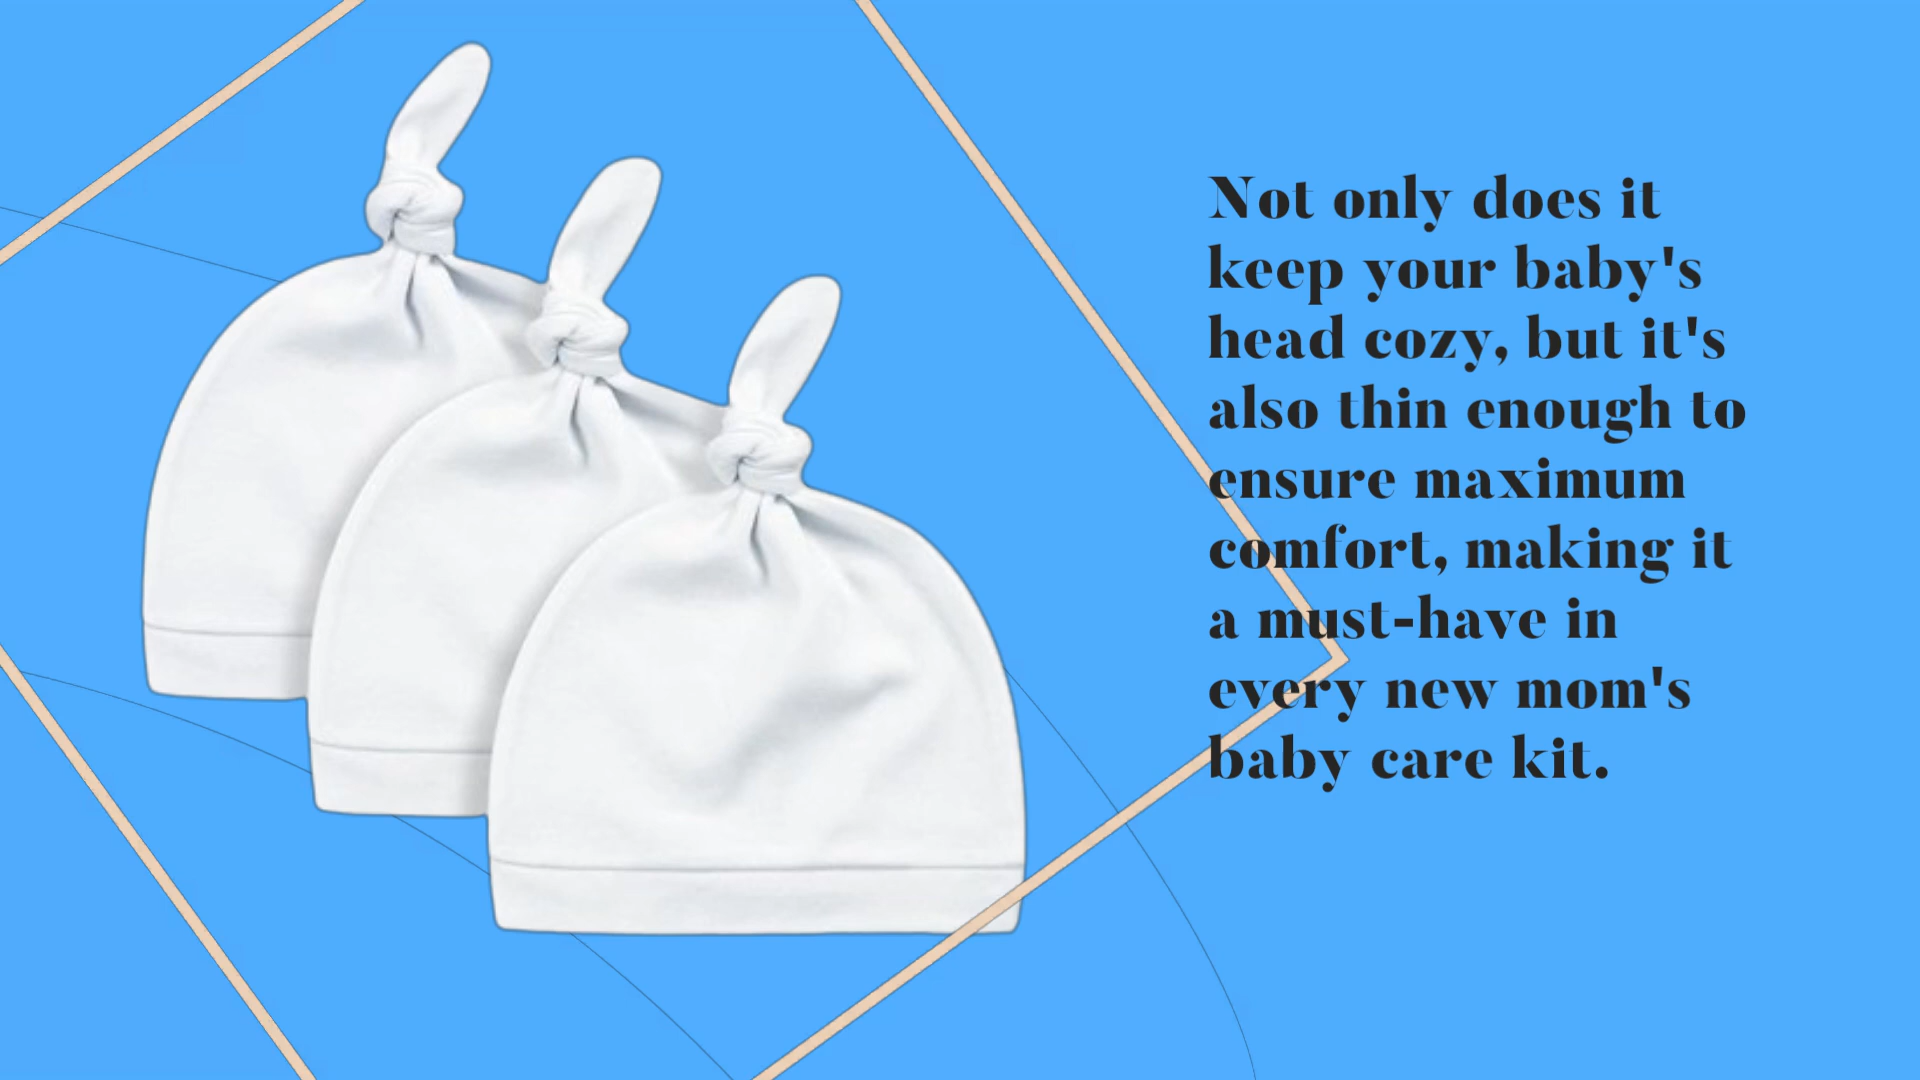 Not only does it
keep your baby's
head cozy, but it's
also thin enough to
ensure maximum
comfort, making it
a must-have in
every new mom's
baby care kit.